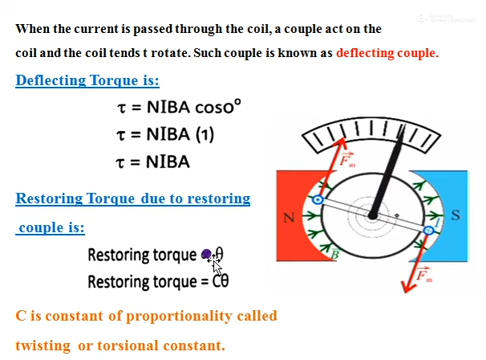 When the current is passed through the coil, a couple act on the
coil and the coil tends t rotate. Such couple is known as deflecting couple.
Deflecting Torque is:
τ = NIBA coso°
τ = NIBA (1)
τ = NIBA
Restoring Torque due to restoring
couple is:
Restoring torque θ
Restoring torque = Cθ
C is constant of proportionality called
twisting or torsional constant.
F⃗m
N
S
I
B
F⃗m